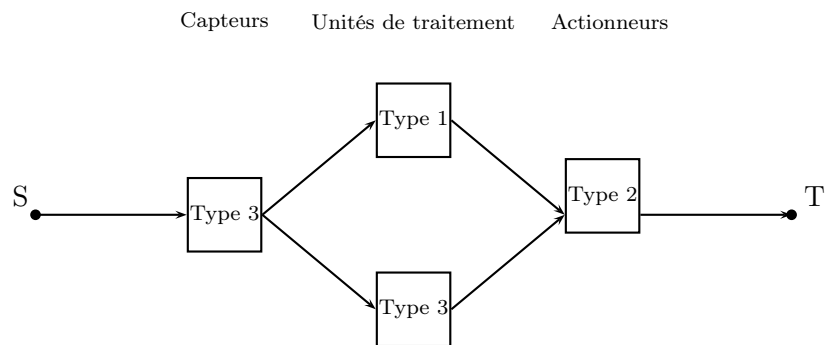 Capteurs Unités de traitement Actionneurs
Type 1
S Type 3 Type 2 T
Type 3